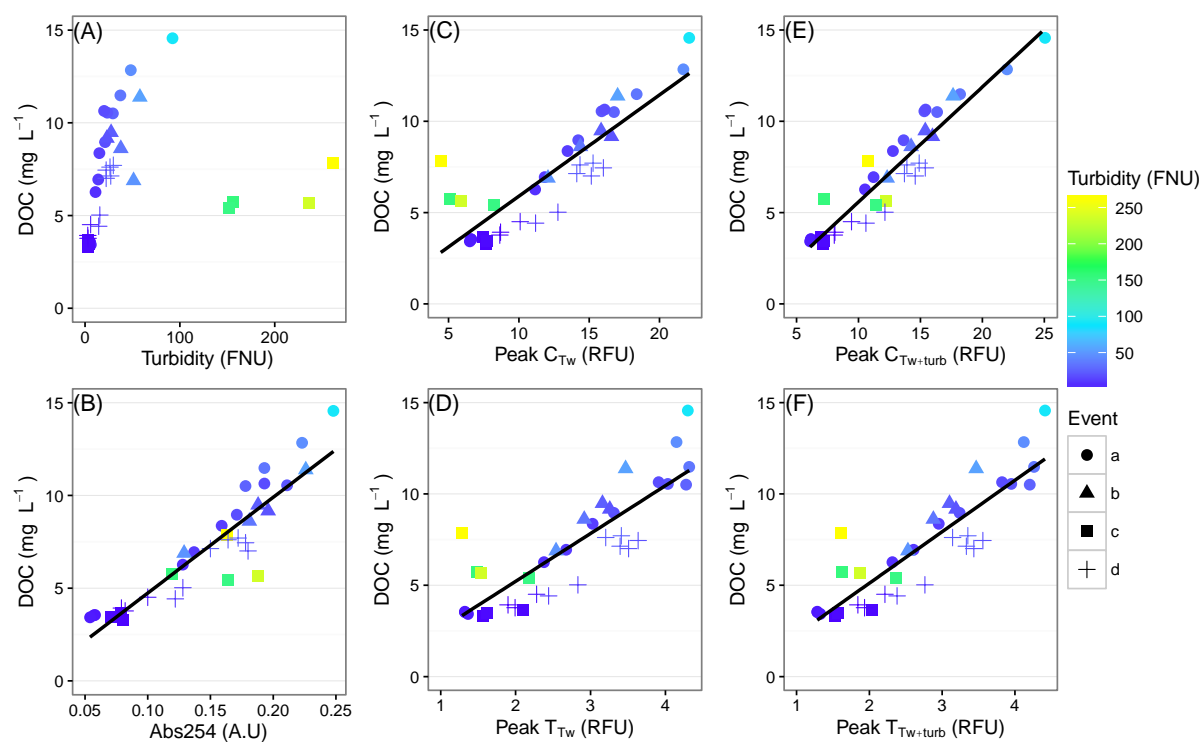 (A)
DOC (mg L⁻¹)
15
10
5
0
0 100 200
Turbidity (FNU)
(C)
DOC (mg L⁻¹)
15
10
5
0
5 10 15 20
Peak C Tw (RFU)
(E)
DOC (mg L⁻¹)
15
10
5
0
5 10 15 20 25
Peak C Tw+turb (RFU)
(B)
DOC (mg L⁻¹)
15
10
5
0
0.05 0.10 0.15 0.20 0.25
Abs254 (A.U)
(D)
DOC (mg L⁻¹)
15
10
5
0
1 2 3 4
Peak T Tw (RFU)
(F)
DOC (mg L⁻¹)
15
10
5
0
1 2 3 4
Peak T Tw+turb (RFU)
Turbidity (FNU)
250
200
150
100
50
Event
a
b
c
d